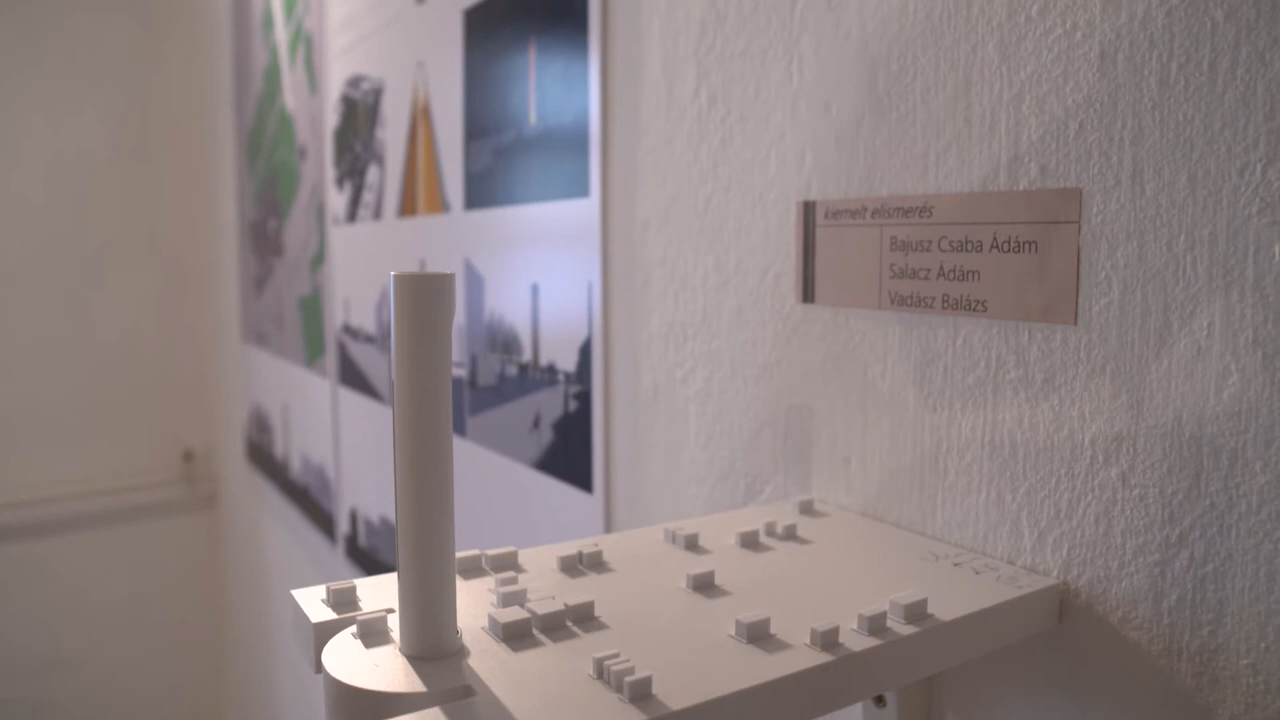 kiemelt elismerés
Bajusz Csaba Ádám
Salacz Ádám
Vadász Balázs